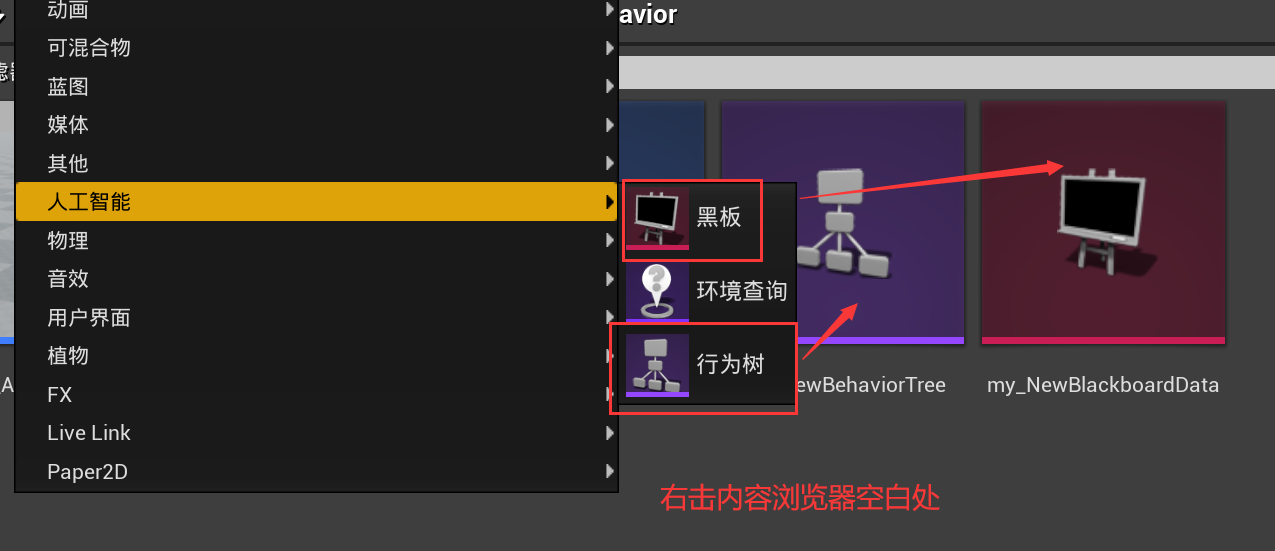 动画
avior
可混合物
蓝图
媒体
其他
人工智能
黑板
物理
环境查询
音效
用户界面
植物
行为树
FX
ewBehaviorTree
my_NewBlackboardData
Live Link
Paper2D
右击内容浏览器空白处